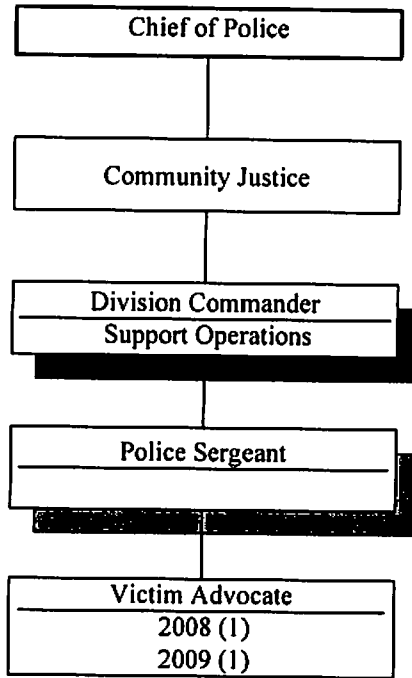 Chief of Police
Community Justice
Division Commander
Support Operations
Police Sergeant
Victim Advocate
2008 (1)
2009 (1)